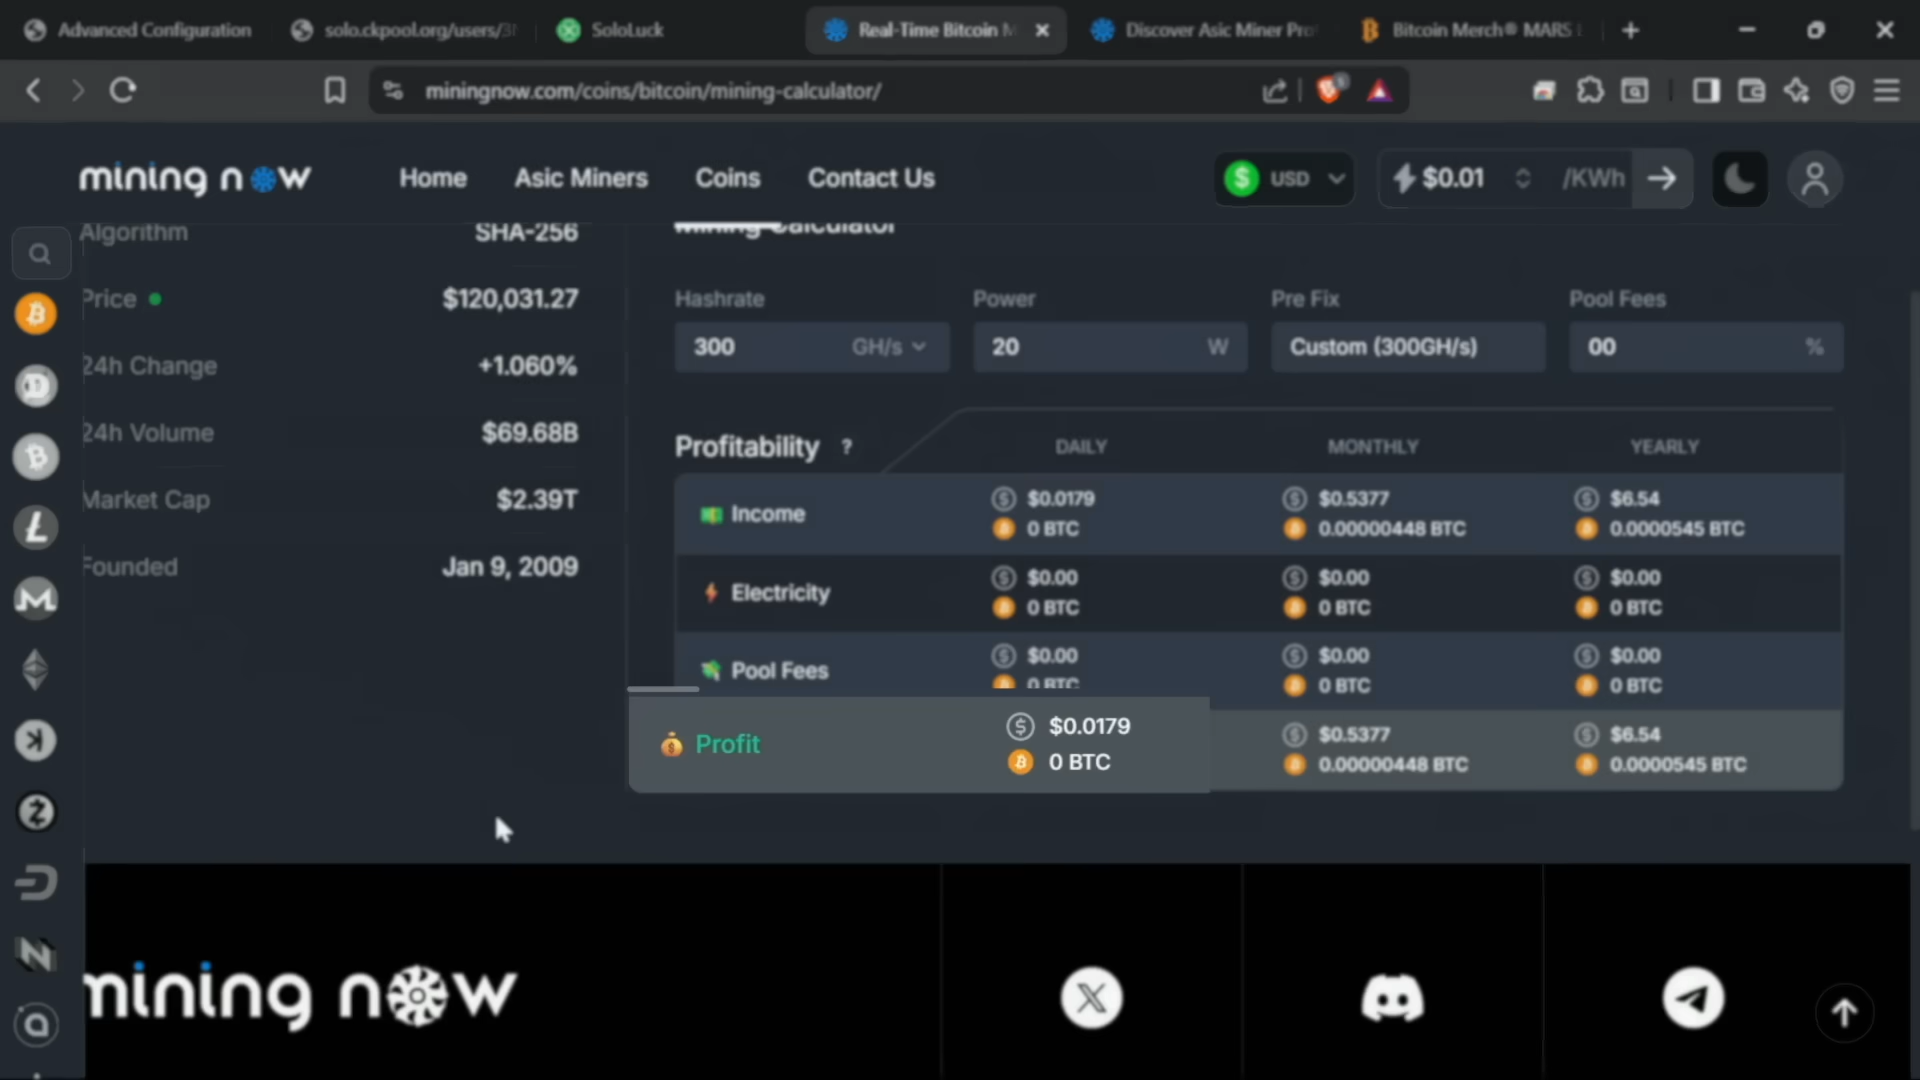 Advanced Configuration
solo.ckpool.org/users/3
SoloLuck
Real-Time Bitcoin M
Discover Asic Miner Pro
Bitcoin Merch® MARS
miningnow.com/coins/bitcoin/mining-calculator/
mining now
Home
Asic Miners
Coins
Contact Us
USD
$0.01
/KWh
Algorithm
SHA-256
Price
$120,031.27
24h Change
+1.060%
24h Volume
$69.68B
Market Cap
$2.39T
Founded
Jan 9, 2009
Mining Calculator
Hashrate
Power
Pre Fix
Pool Fees
300
GH/s
20
W
Custom (300GH/s)
00
%
Profitability ?
DAILY
MONTHLY
YEARLY
Income
$0.0179
0 BTC
$0.5377
0.00000448 BTC
$6.54
0.0000545 BTC
Electricity
$0.00
0 BTC
$0.00
0 BTC
$0.00
0 BTC
Pool Fees
$0.00
0 BTC
$0.00
0 BTC
$0.00
0 BTC
Profit
$0.0179
0 BTC
$0.5377
0.00000448 BTC
$6.54
0.0000545 BTC
mining now